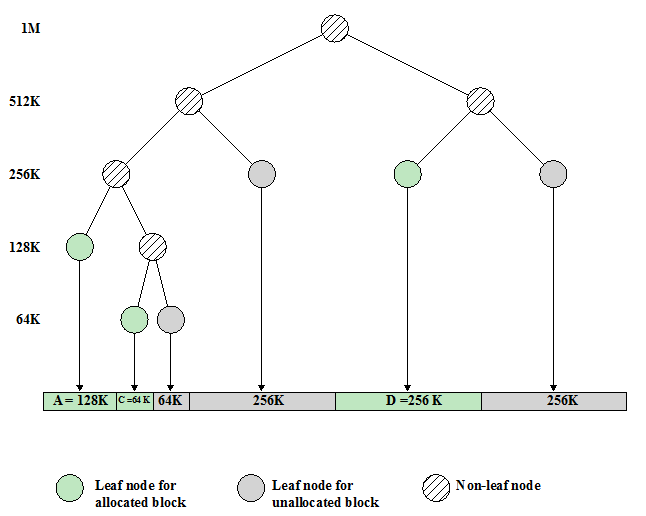 1M
512K
256K
128K
64K
A = 128K C =64 K 64K 256K D =256 K 256K
Leaf node for
allocated block
Leaf node for
unallocated block
Non-leaf node